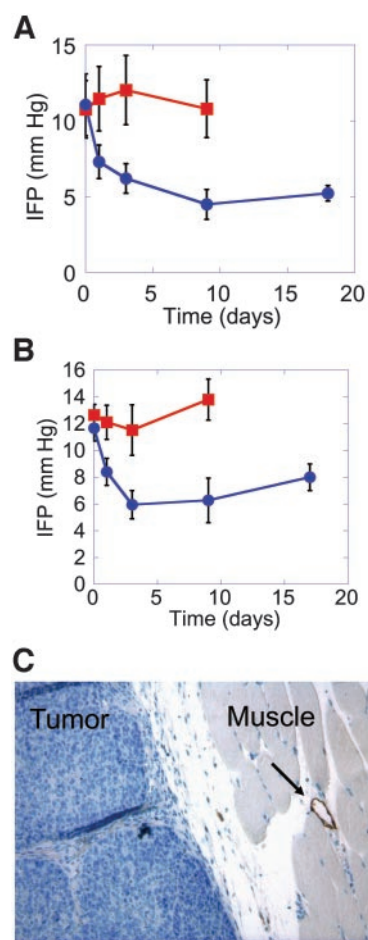 A
15
10
5
0
IFP (mm Hg)
0 5 10 15 20
Time (days)
B
16
14
12
10
8
6
4
2
0
IFP (mm Hg)
0 5 10 15 20
Time (days)
C
Tumor Muscle